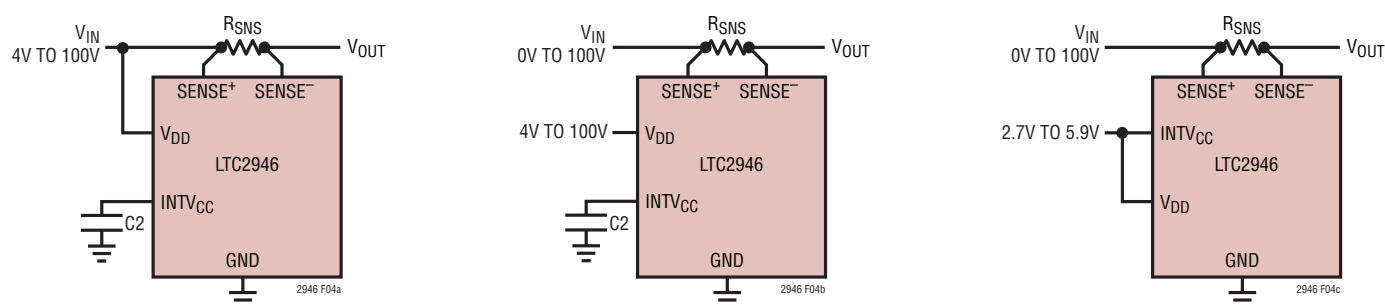 V_IN
4V TO 100V
R_SNS
V_OUT
SENSE⁺ SENSE⁻
V_DD
LTC2946
INTV_CC
C2
GND
2946 F04a
V_IN
0V TO 100V
R_SNS
V_OUT
SENSE⁺ SENSE⁻
4V TO 100V
V_DD
LTC2946
INTV_CC
C2
GND
2946 F04b
V_IN
0V TO 100V
R_SNS
V_OUT
SENSE⁺ SENSE⁻
2.7V TO 5.9V
INTV_CC
LTC2946
V_DD
GND
2946 F04c